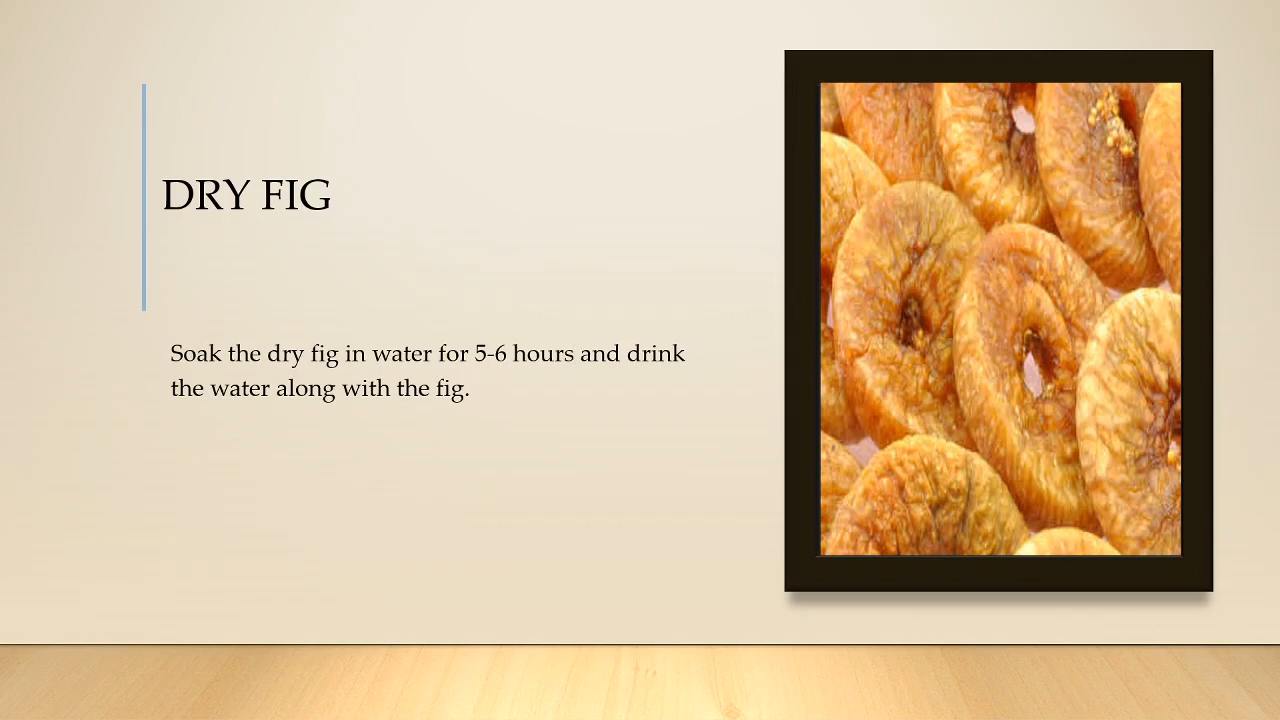 DRY FIG
Soak the dry fig in water for 5-6 hours and drink
the water along with the fig.